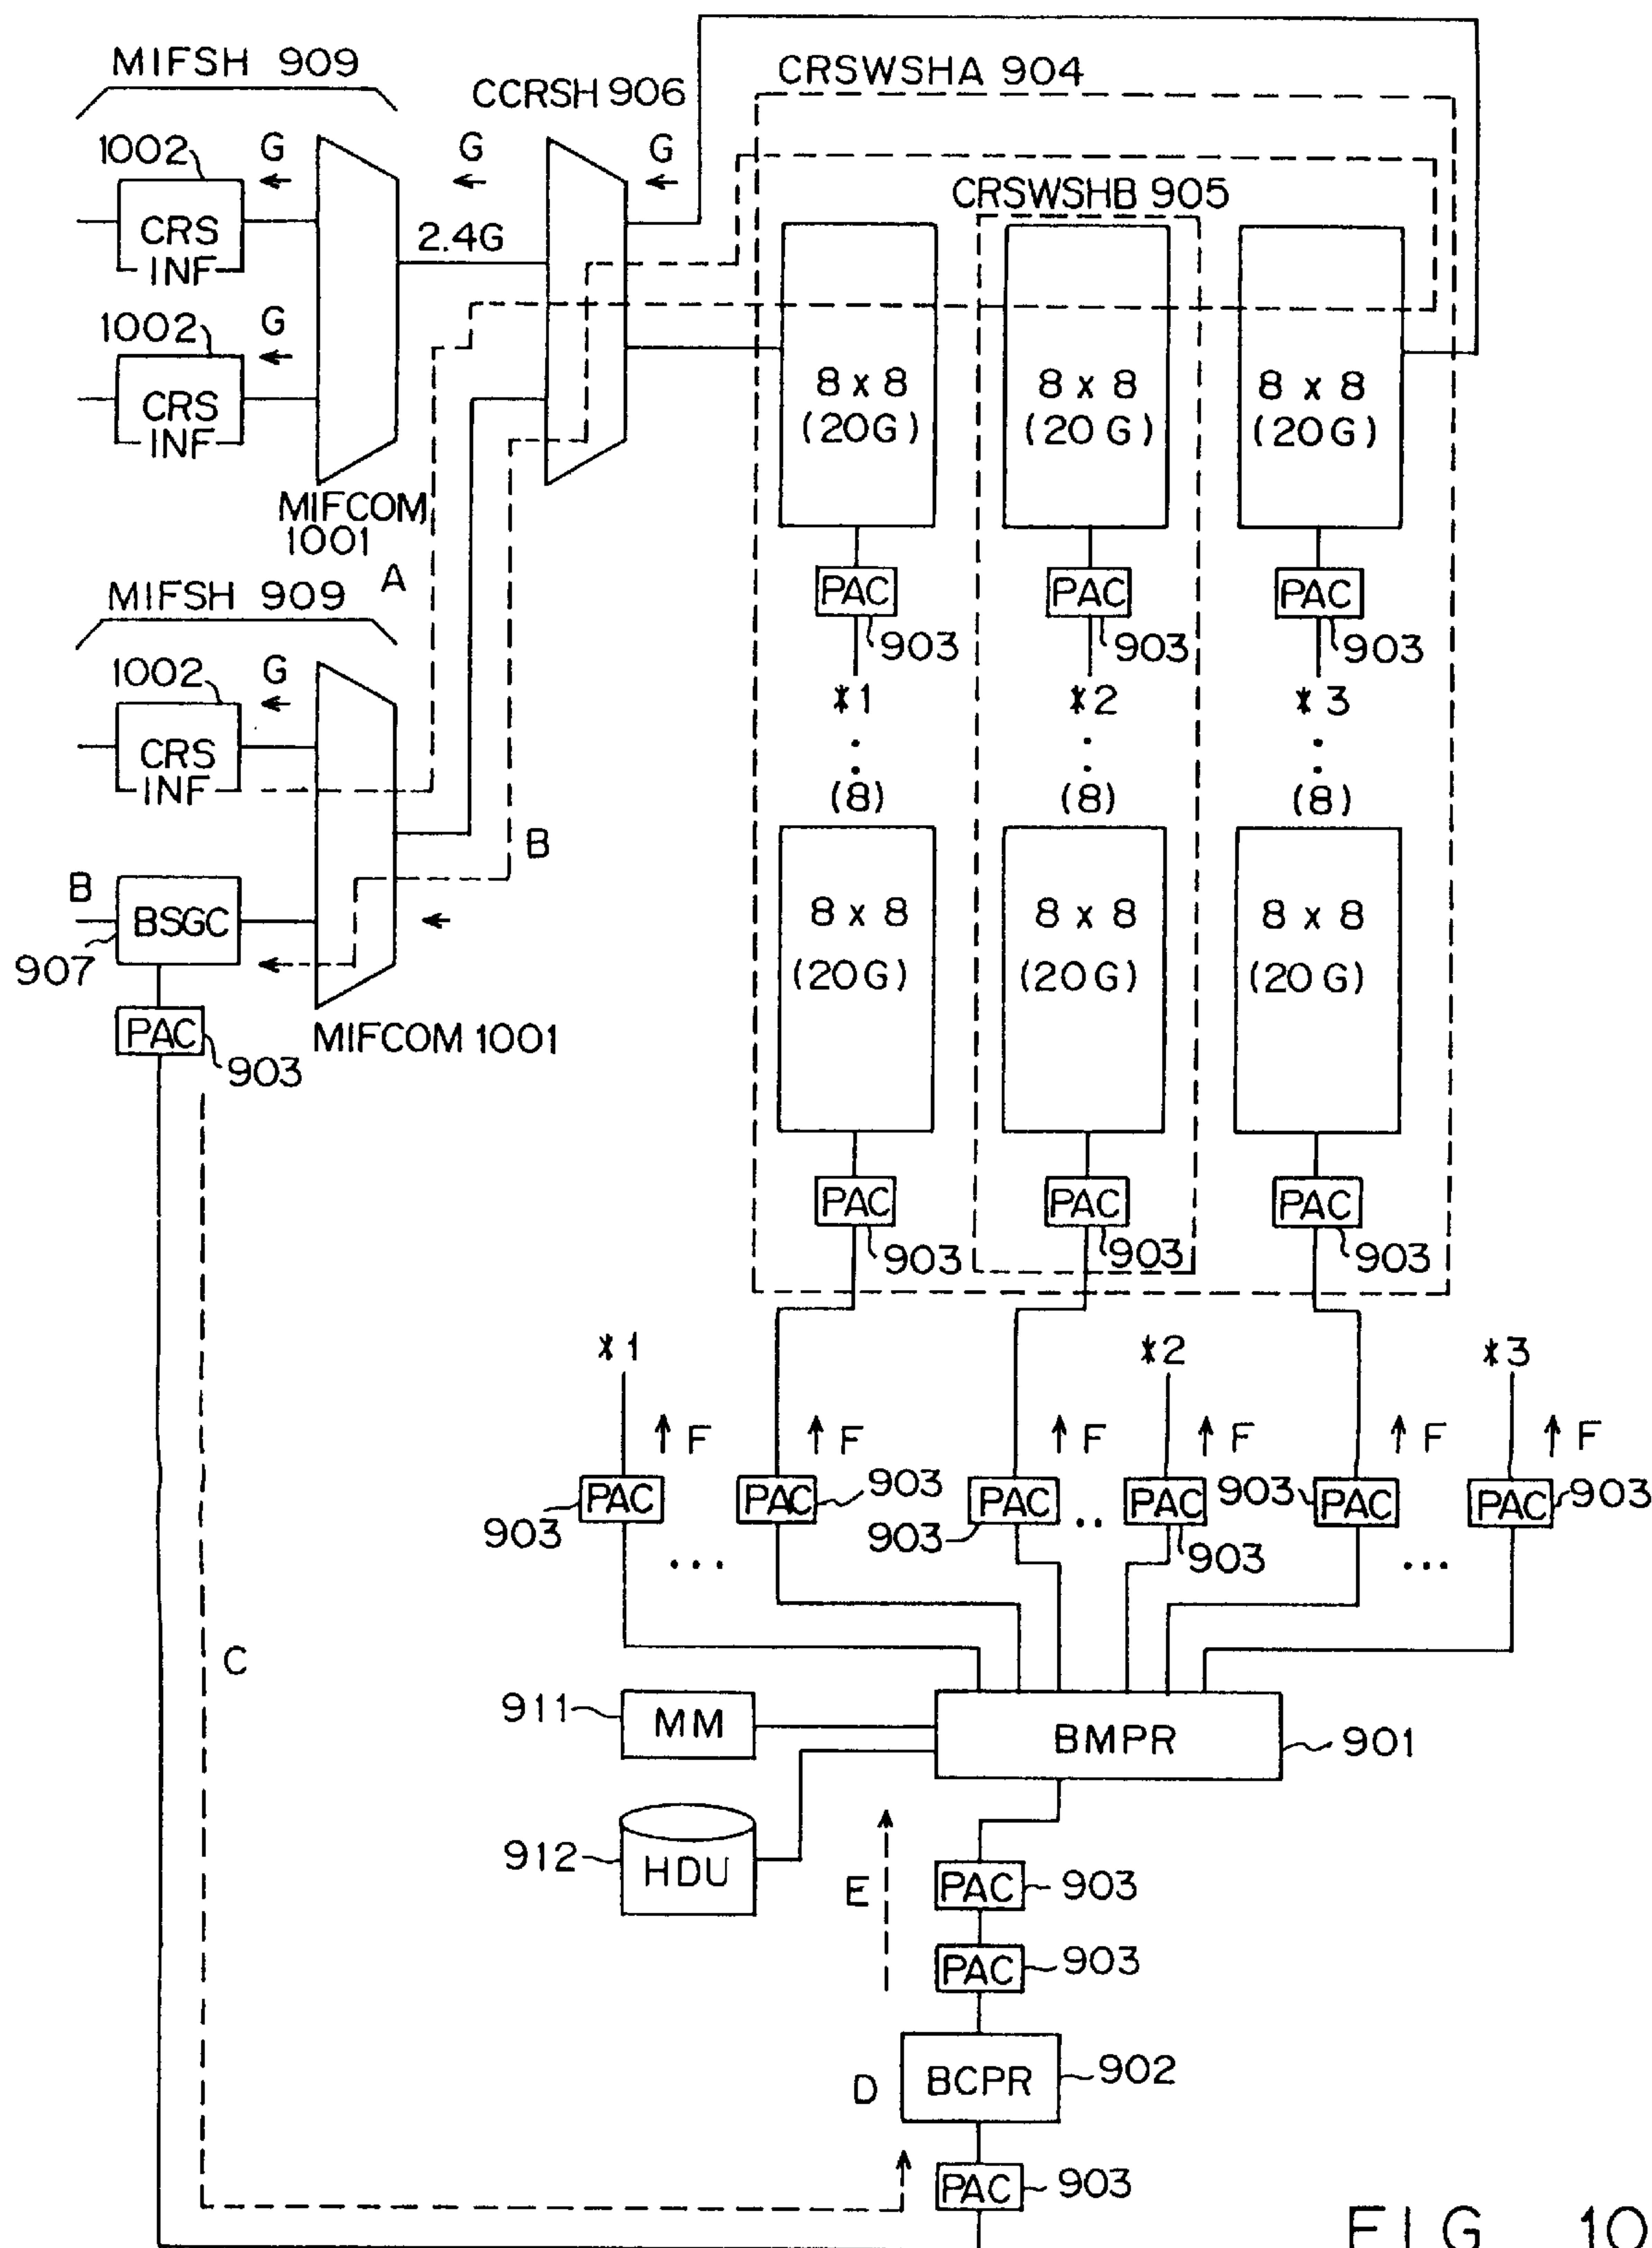 MIFSH 909
CCRSH 906
CRSWSHA 904
1002
G
G
G
CRSWSHB 905
CRS
INF
2.4G
1002
G
CRS
INF
8 x 8
(20G)
8 x 8
(20 G)
8 x 8
(20G)
MIFCOM
1001
A
PAC
903
PAC
903
PAC
903
MIFSH 909
1002
G
CRS
INF
*1
*2
*3
(8)
(8)
(8)
B
B
BSGC
907
8 x 8
(20G)
8 x 8
(20G)
8 x 8
(20G)
PAC
903
MIFCOM 1001
PAC
903
PAC
903
PAC
903
*1
*2
*3
F
F
F
F
F
F
PAC
903
PAC
903
PAC
903
PAC
903
903
PAC
PAC
903
...
..
...
C
911
MM
BMPR
901
912
HDU
E
PAC
903
PAC
903
D
BCPR
902
PAC
903
FIG. 10